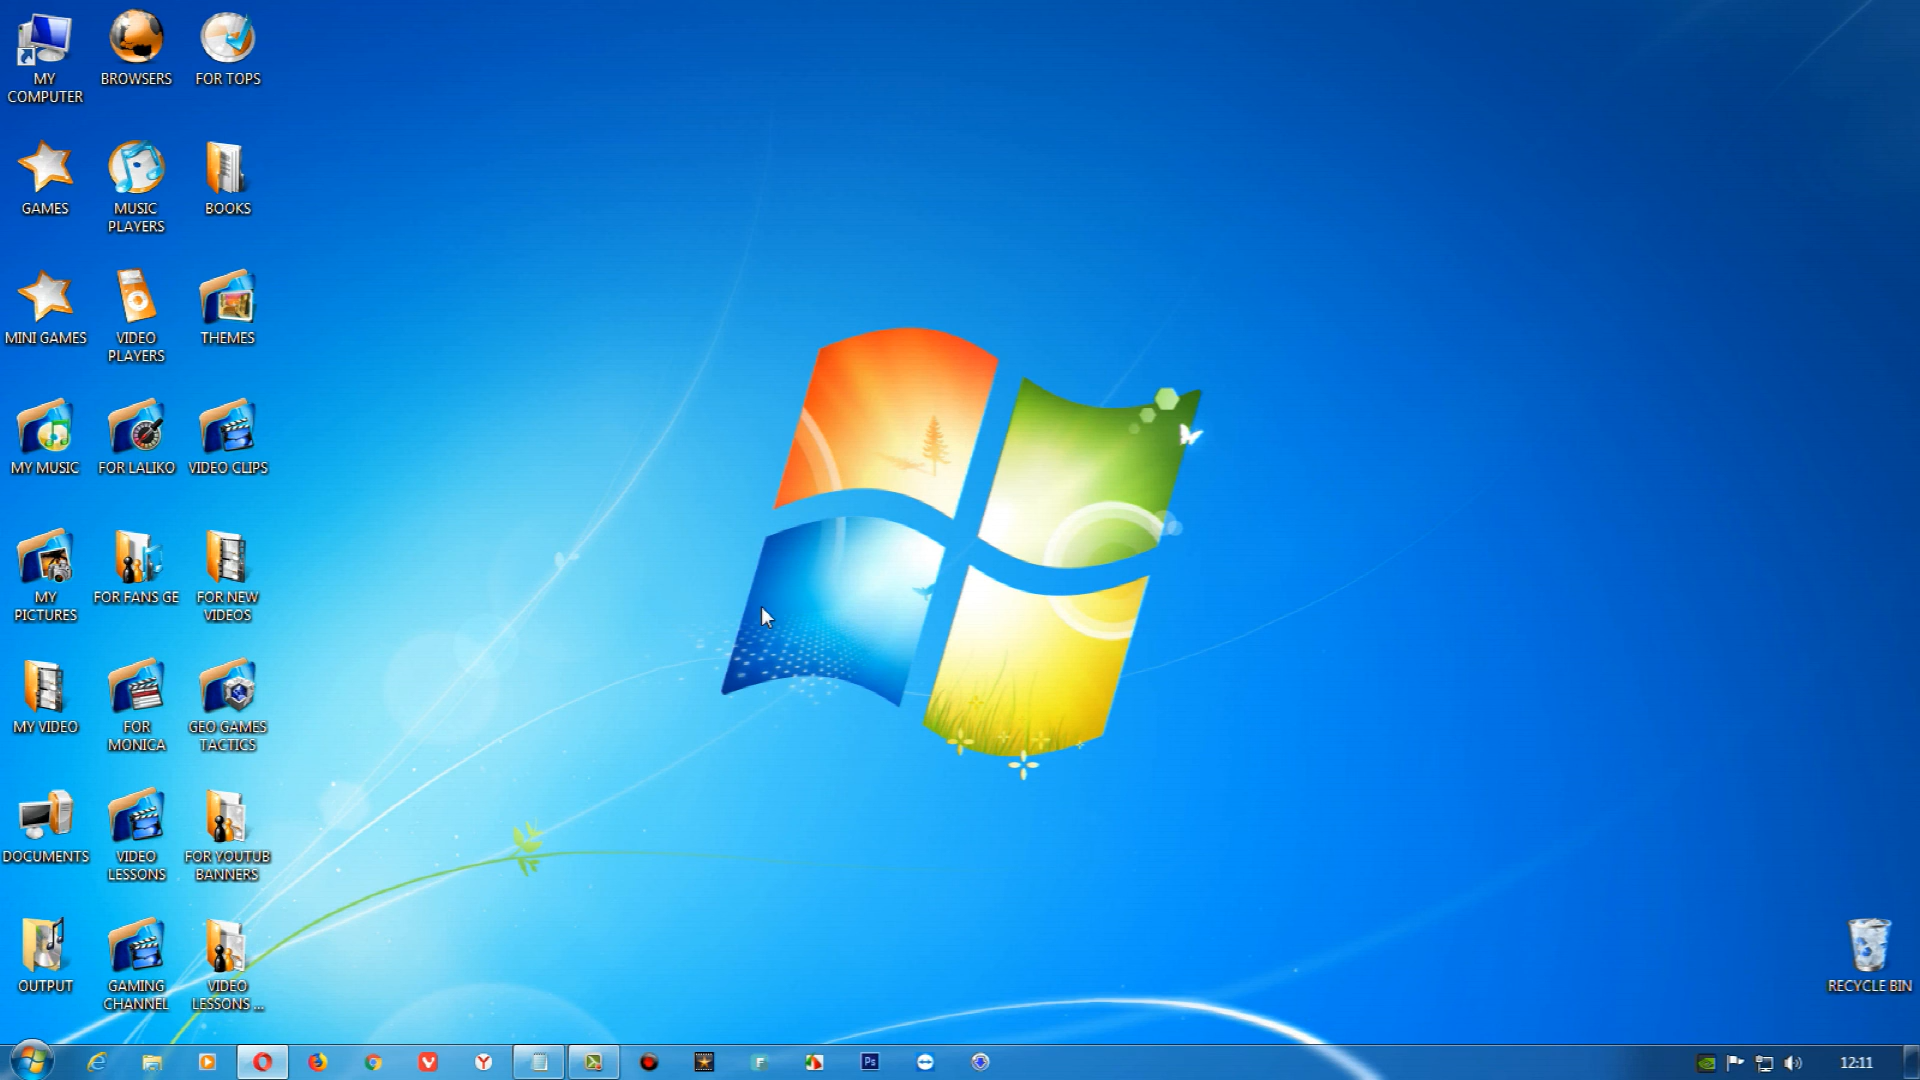 MY
COMPUTER
BROWSERS
FOR TOPS
GAMES
MUSIC
PLAYERS
BOOKS
MINI GAMES
VIDEO
PLAYERS
THEMES
MY MUSIC
FOR LALIKO
VIDEO CLIPS
MY
PICTURES
FOR FANS GE
FOR NEW
VIDEOS
MY VIDEO
FOR
MONICA
GEO GAMES
TACTICS
DOCUMENTS
VIDEO
LESSONS
FOR YOUTUB
BANNERS
OUTPUT
GAMING
CHANNEL
VIDEO
LESSONS ...
RECYCLE BIN
Ps
12:11